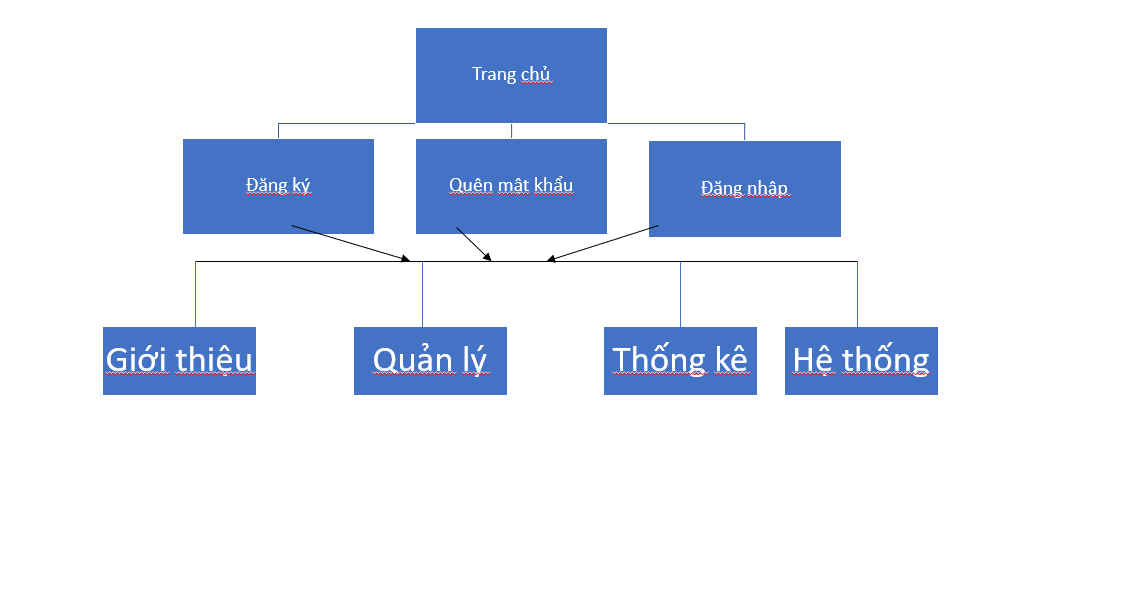 Trang chủ
Đăng ký
Quên mật khẩu
Đăng nhập
Giới thiệu
Quản lý
Thống kê
Hệ thống